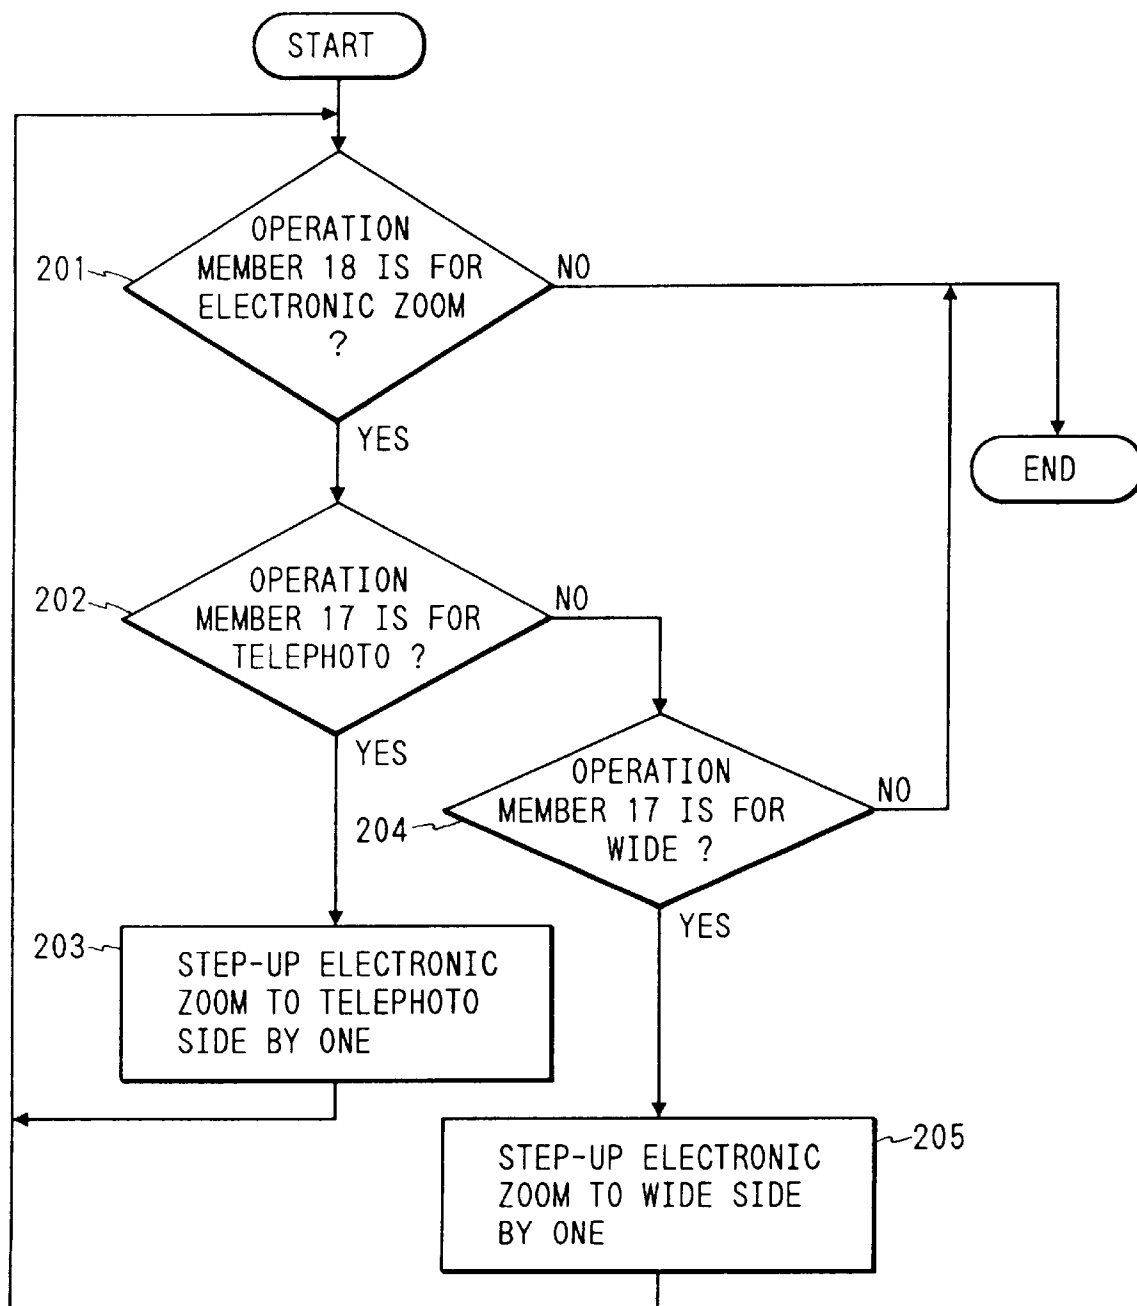 START
OPERATION
MEMBER 18 IS FOR
ELECTRONIC ZOOM
?
201
NO
YES
END
OPERATION
MEMBER 17 IS FOR
TELEPHOTO ?
202
NO
YES
OPERATION
MEMBER 17 IS FOR
WIDE ?
204
NO
YES
203
STEP-UP ELECTRONIC
ZOOM TO TELEPHOTO
SIDE BY ONE
205
STEP-UP ELECTRONIC
ZOOM TO WIDE SIDE
BY ONE